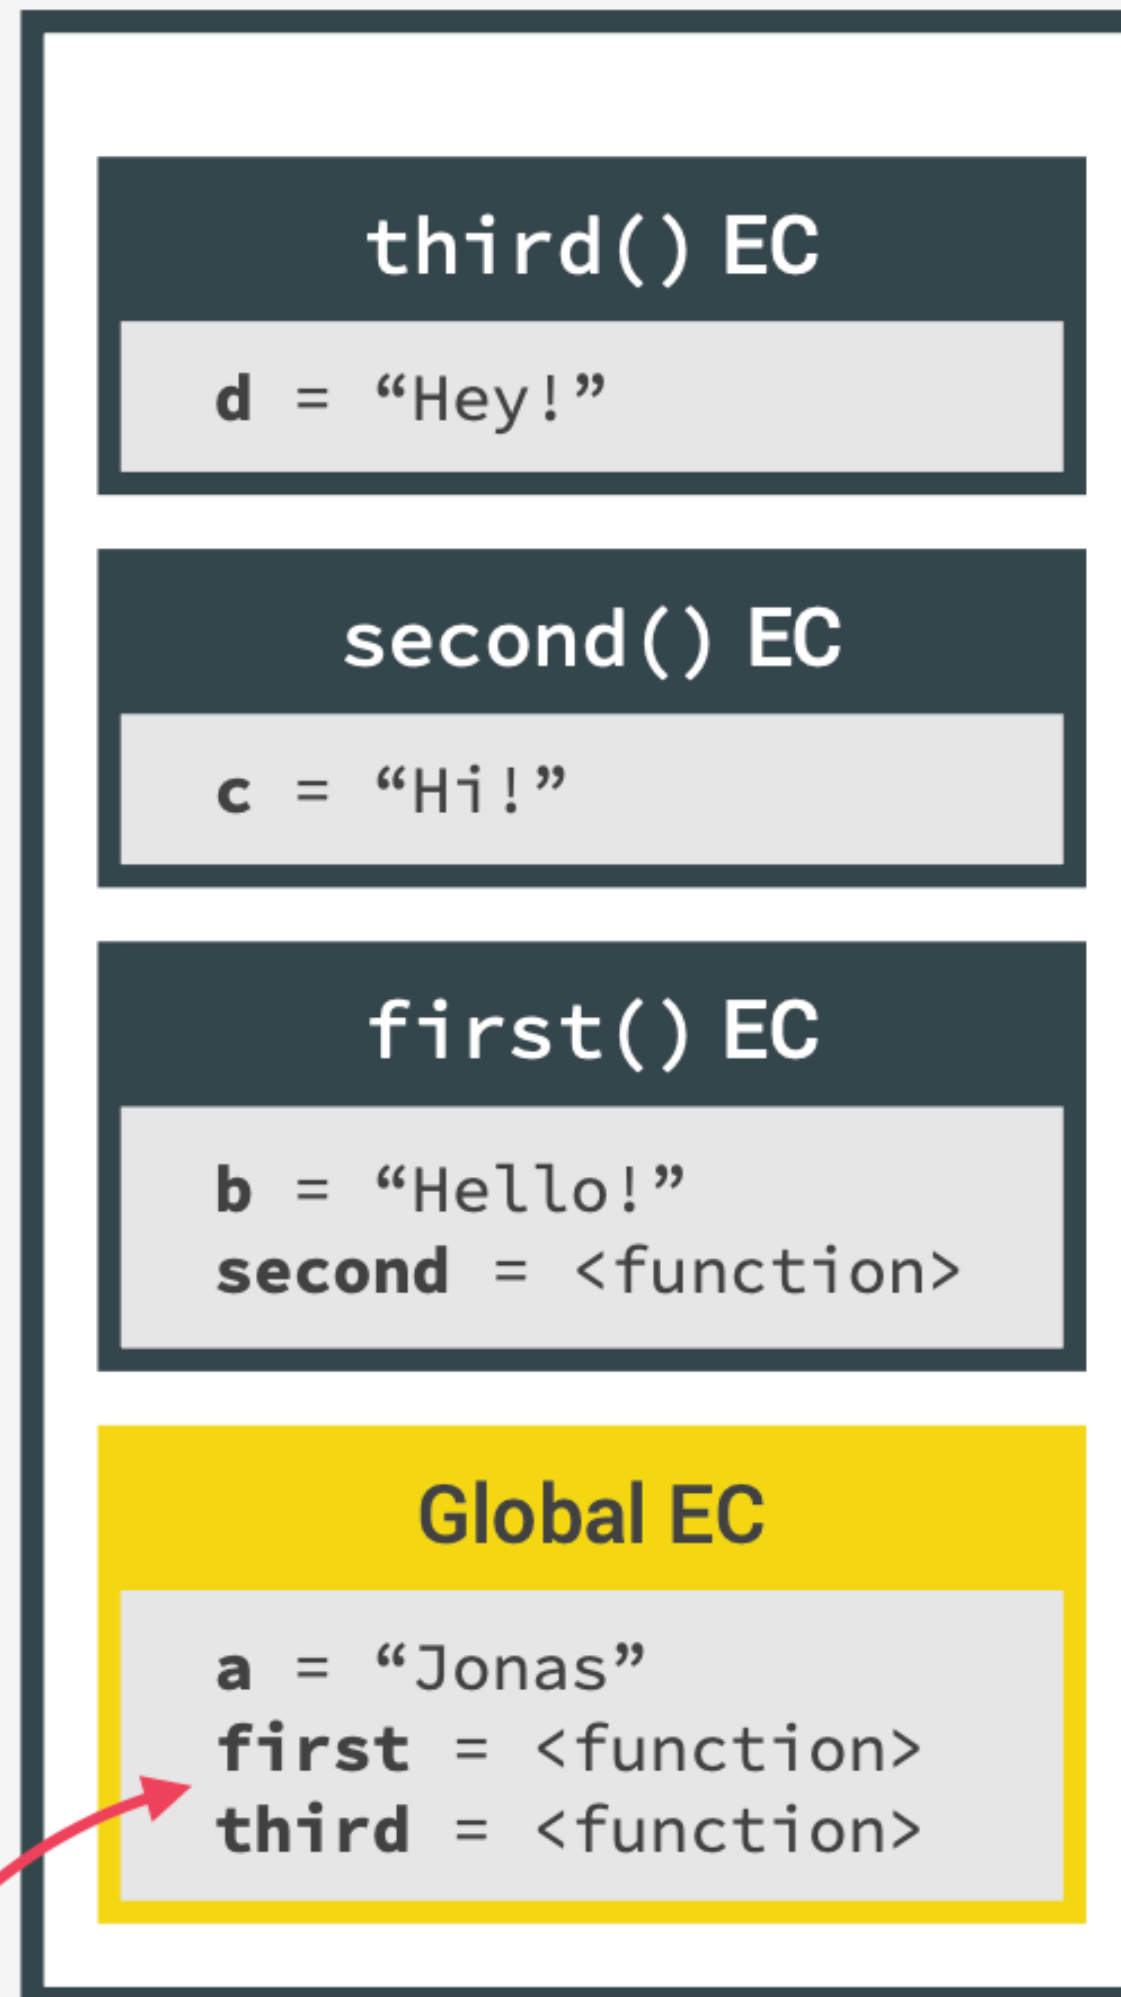 third() EC
d = “Hey!”
second() EC
c = “Hi!”
first() EC
b = “Hello!”
second = <function>
Global EC
a = “Jonas”
first = <function>
third = <function>